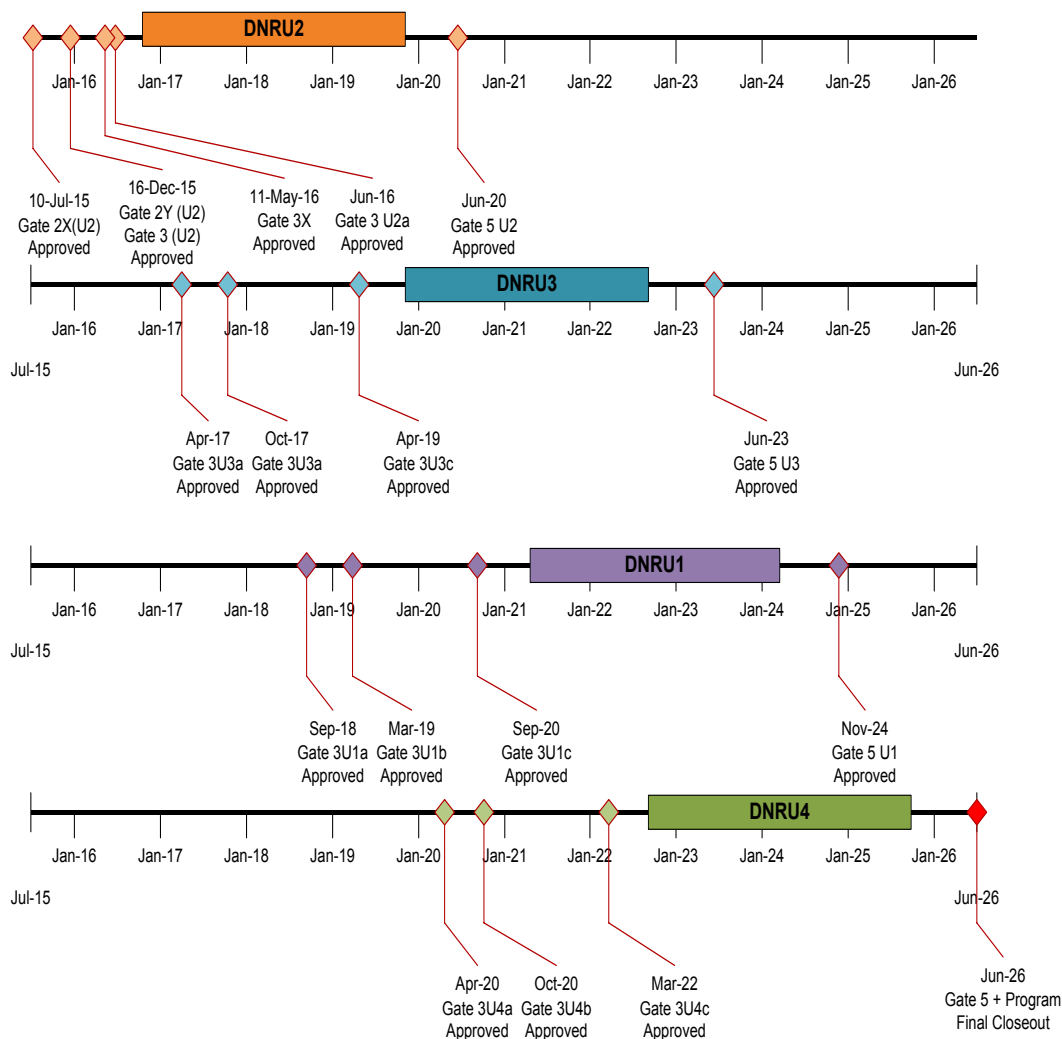 DNRU2
Jan-16 Jan-17 Jan-18 Jan-19 Jan-20 Jan-21 Jan-22 Jan-23 Jan-24 Jan-25 Jan-26
10-Jul-15
Gate 2X(U2)
Approved
16-Dec-15
Gate 2Y (U2)
Gate 3 (U2)
Approved
11-May-16
Gate 3X
Approved
Jun-16
Gate 3 U2a
Approved
Jun-20
Gate 5 U2
Approved
DNRU3
Jan-16 Jan-17 Jan-18 Jan-19 Jan-20 Jan-21 Jan-22 Jan-23 Jan-24 Jan-25 Jan-26
Jul-15 Jun-26
Apr-17
Gate 3U3a
Approved
Oct-17
Gate 3U3a
Approved
Apr-19
Gate 3U3c
Approved
Jun-23
Gate 5 U3
Approved
DNRU1
Jan-16 Jan-17 Jan-18 Jan-19 Jan-20 Jan-21 Jan-22 Jan-23 Jan-24 Jan-25 Jan-26
Jul-15 Jun-26
Sep-18
Gate 3U1a
Approved
Mar-19
Gate 3U1b
Approved
Sep-20
Gate 3U1c
Approved
Nov-24
Gate 5 U1
Approved
DNRU4
Jan-16 Jan-17 Jan-18 Jan-19 Jan-20 Jan-21 Jan-22 Jan-23 Jan-24 Jan-25 Jan-26
Jul-15 Jun-26
Apr-20
Gate 3U4a
Approved
Oct-20
Gate 3U4b
Approved
Mar-22
Gate 3U4c
Approved
Jun-26
Gate 5 + Program
Final Closeout